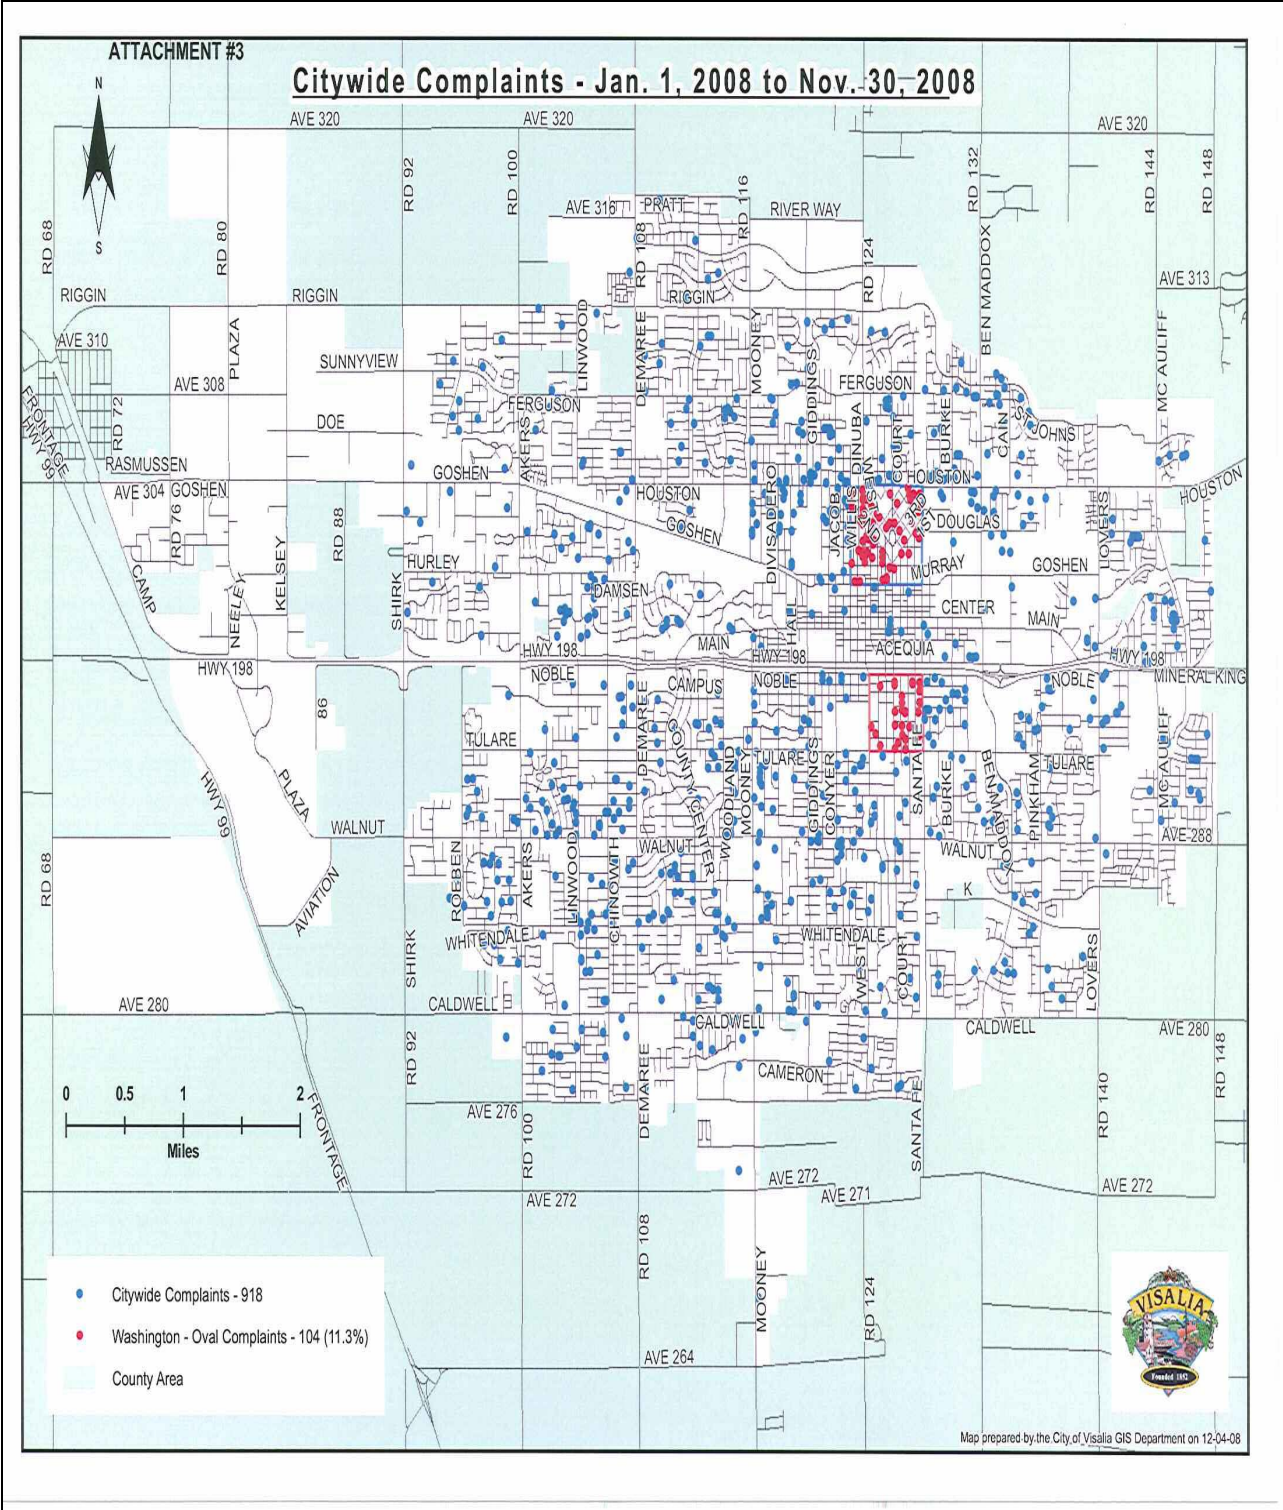 ATTACHMENT #3
Citywide Complaints - Jan. 1, 2008 to Nov. 30, 2008
N
S
AVE 320
AVE 320
AVE 320
RD 68
RD 80
RD 92
RD 100
RD 108
RD 116
RD 124
RD 132
RD 144
RD 148
AVE 316
PRATT
RIVER WAY
BEN MADDOX
AVE 313
RIGGIN
RIGGIN
RIGGIN
AVE 310
PLAZA
SUNNYVIEW
LINWOOD
DEMAREE
MOONEY
GIDDINGS
MC AULIFF
AVE 308
FERGUSON
FERGUSON
FRONTAGE
HWY 99
RD 72
DOE
AKERS
DINUBA
COURT
BURKE
CAIN
ST JOHNS
RASMUSSEN
GOSHEN
HOUSTON
HOUSTON
HOUSTON
AVE 304
GOSHEN
RD 76
RD 88
GOSHEN
DIVISADERO
JACOB
WILLIS
3RD
DOUGLAS
LOVERS
CAMP
NEELEY
KELSEY
SHIRK
HURLEY
DAMSEN
MURRAY
GOSHEN
HALL
CENTER
MAIN
MAIN
ACEQUIA
HWY 198
HWY 198
HWY 198
HWY 198
NOBLE
CAMPUS
NOBLE
NOBLE
MINERAL KING
86
TULARE
DEMAREE
COUNTY CENTER
WOODLAND
MOONEY
TULARE
GIDDINGS
CONYER
SANTA FE
BURKE
BEN MADDOX
PINKHAM
TULARE
MC AULIFF
HWY 99
PLAZA
WALNUT
WALNUT
WALNUT
AVE 288
RD 68
AVIATION
ROEBEN
AKERS
LINWOOD
CHINOWTH
K
SHIRK
WHITENDALE
WHITENDALE
WEST
COURT
LOVERS
AVE 280
CALDWELL
CALDWELL
CALDWELL
AVE 280
RD 92
DEMAREE
CAMERON
SANTA FE
RD 140
RD 148
0 0.5 1 2
Miles
FRONTAGE
AVE 276
RD 100
AVE 272
AVE 272
AVE 271
AVE 272
RD 108
MOONEY
RD 124
AVE 264
Citywide Complaints - 918
Washington - Oval Complaints - 104 (11.3%)
County Area
VISALIA
Founded 1852
Map prepared by the City of Visalia GIS Department on 12-04-08